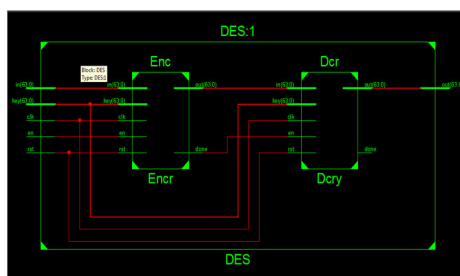 DES:1
Enc
Dcr
Block: DES
Type: DES:1
in(63:0)
in(63:0)
out(63:0)
in(63:0)
out(63:0)
out(63:0)
key(63:0)
key(63:0)
key(63:0)
clk
clk
clk
en
en
en
rst
rst
done
rst
done
Encr
Dcry
DES